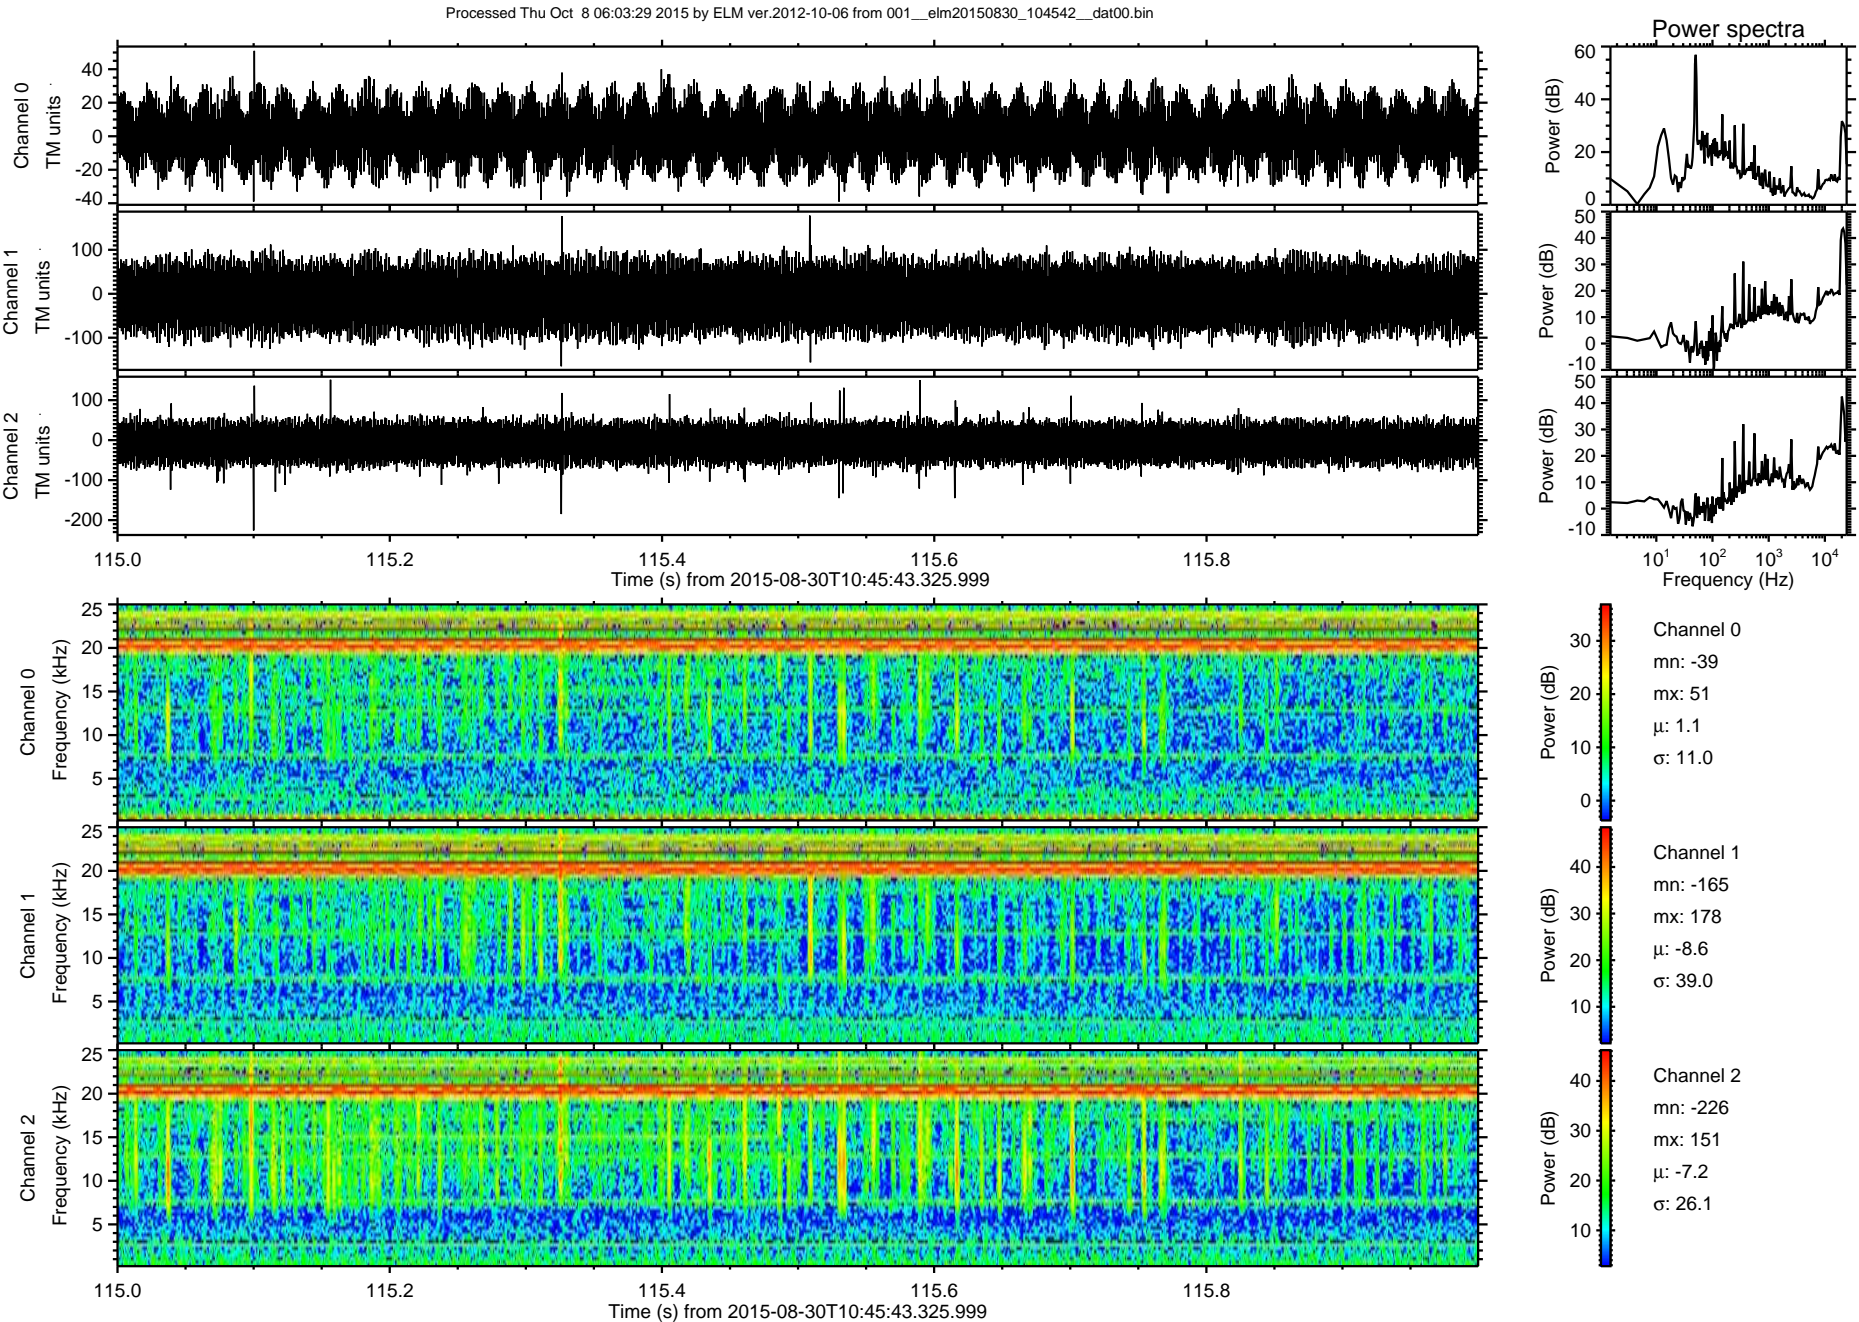 Processed Thu Oct  8 06:03:29 2015 by ELM ver.2012-10-06 from 001__elm20150830_104542__dat00.bin
Power spectra
Channel 0
TM units
40
20
0
-20
-40
Power (dB)
60
40
20
0
Channel 1
TM units
100
0
-100
Power (dB)
50
40
30
20
10
0
-10
Channel 2
TM units
100
0
-100
-200
Power (dB)
50
40
30
20
10
0
-10
115.0 115.2 115.4 115.6 115.8
Time (s) from 2015-08-30T10:45:43.325.999
10^1 10^2 10^3 10^4
Frequency (Hz)
Channel 0
Frequency (kHz)
25
20
15
10
5
Power (dB)
30
20
10
0
Channel 0
mn: -39
mx: 51
μ: 1.1
σ: 11.0
Channel 1
Frequency (kHz)
25
20
15
10
5
Power (dB)
40
30
20
10
Channel 1
mn: -165
mx: 178
μ: -8.6
σ: 39.0
Channel 2
Frequency (kHz)
25
20
15
10
5
Power (dB)
40
30
20
10
Channel 2
mn: -226
mx: 151
μ: -7.2
σ: 26.1
115.0 115.2 115.4 115.6 115.8
Time (s) from 2015-08-30T10:45:43.325.999